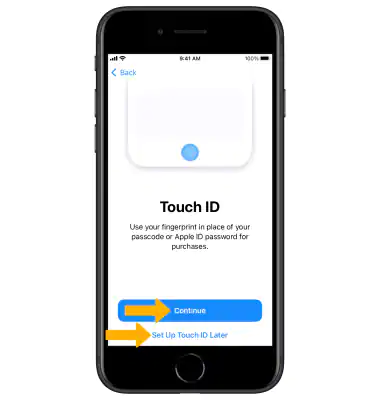 9:41 AM 100%
Back
Touch ID
Use your fingerprint in place of your
passcode or Apple ID password for
purchases.
Continue
Set Up Touch ID Later